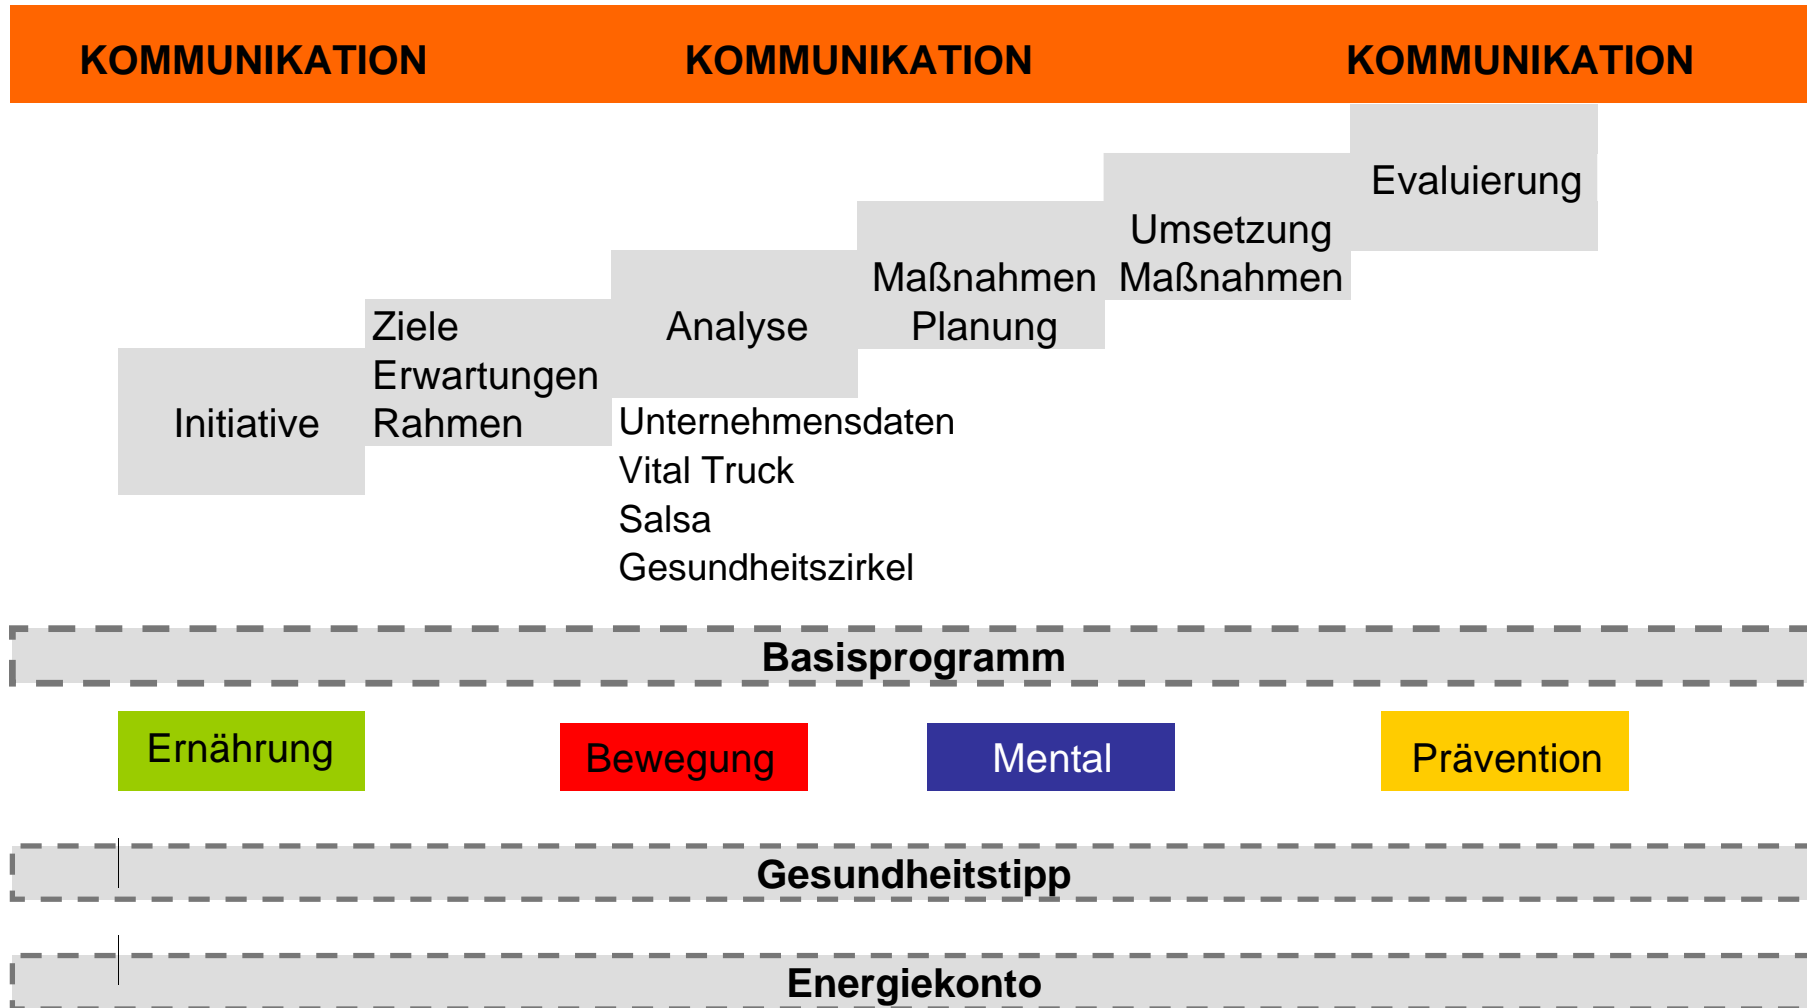 KOMMUNIKATION KOMMUNIKATION KOMMUNIKATION
Initiative
Ziele
Erwartungen
Rahmen
Analyse
Unternehmensdaten
Vital Truck
Salsa
Gesundheitszirkel
Maßnahmen
Planung
Umsetzung
Maßnahmen
Evaluierung
Basisprogramm
Ernährung Bewegung Mental Prävention
Gesundheitstipp
Energiekonto